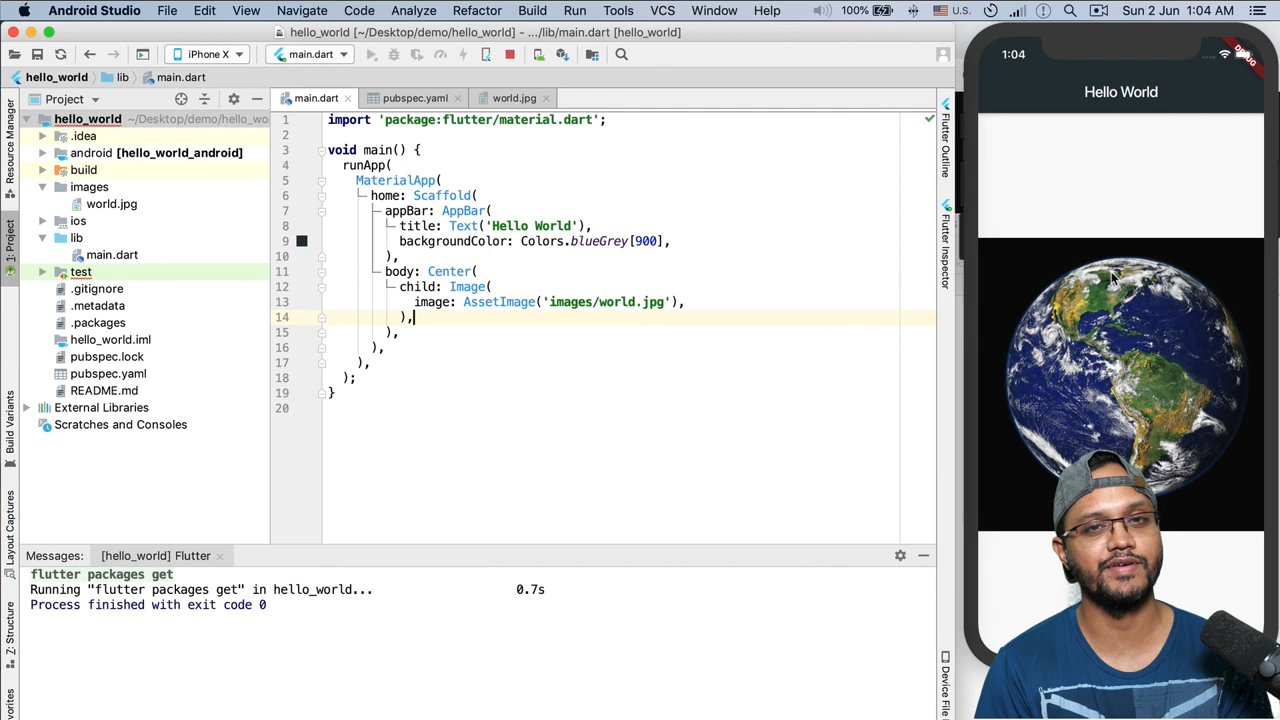 Android Studio File Edit View Navigate Code Analyze Refactor Build Run Tools VCS Window Help 100% U.S. Sun 2 Jun 1:04 AM
hello_world [~/Desktop/demo/hello_world] - .../lib/main.dart [hello_world]
iPhone X main.dart
hello_world lib main.dart
Project
main.dart pubspec.yaml world.jpg
hello_world ~/Desktop/demo/hello_wo
.idea
android [hello_world_android]
build
images
world.jpg
ios
lib
main.dart
test
.gitignore
.metadata
.packages
hello_world.iml
pubspec.lock
pubspec.yaml
README.md
External Libraries
Scratches and Consoles
1 import 'package:flutter/material.dart';
2
3 void main() {
4 runApp(
5 MaterialApp(
6 home: Scaffold(
7 appBar: AppBar(
8 title: Text('Hello World'),
9 backgroundColor: Colors.blueGrey[900],
10 ),
11 body: Center(
12 child: Image(
13 image: AssetImage('images/world.jpg'),
14 ),
15 ),
16 ),
17 ),
18 );
19 }
20
Resource Manager
1: Project
Build Variants
Layout Captures
Z: Structure
vorites
Flutter Outline
Flutter Inspector
Device File
Messages: [hello_world] Flutter
flutter packages get
Running "flutter packages get" in hello_world... 0.7s
Process finished with exit code 0
1:04
DEBUG
Hello World